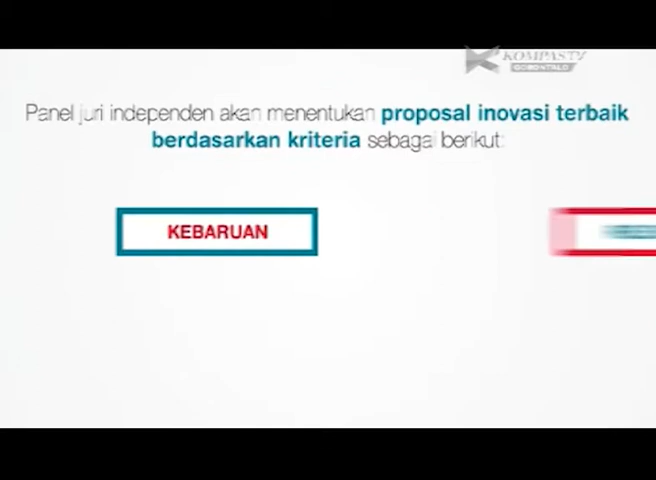 KOMPASTV
GORONTALO
Panel juri independen akan menentukan proposal inovasi terbaik
berdasarkan kriteria sebagai berikut:
KEBARUAN